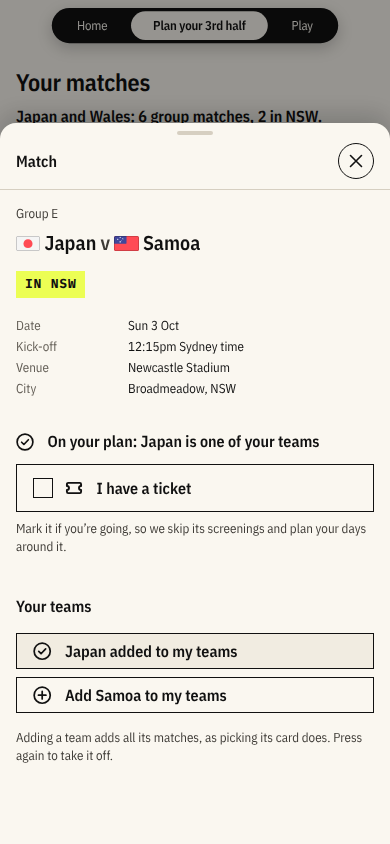 Home
Plan your 3rd half
Play
Your matches
Japan and Wales: 6 group matches, 2 in NSW.
Match
Group E
Japan v Samoa
IN NSW
Date Sun 3 Oct
Kick-off 12:15pm Sydney time
Venue Newcastle Stadium
City Broadmeadow, NSW
On your plan: Japan is one of your teams
I have a ticket
Mark it if you’re going, so we skip its screenings and plan your days
around it.
Your teams
Japan added to my teams
Add Samoa to my teams
Adding a team adds all its matches, as picking its card does. Press
again to take it off.